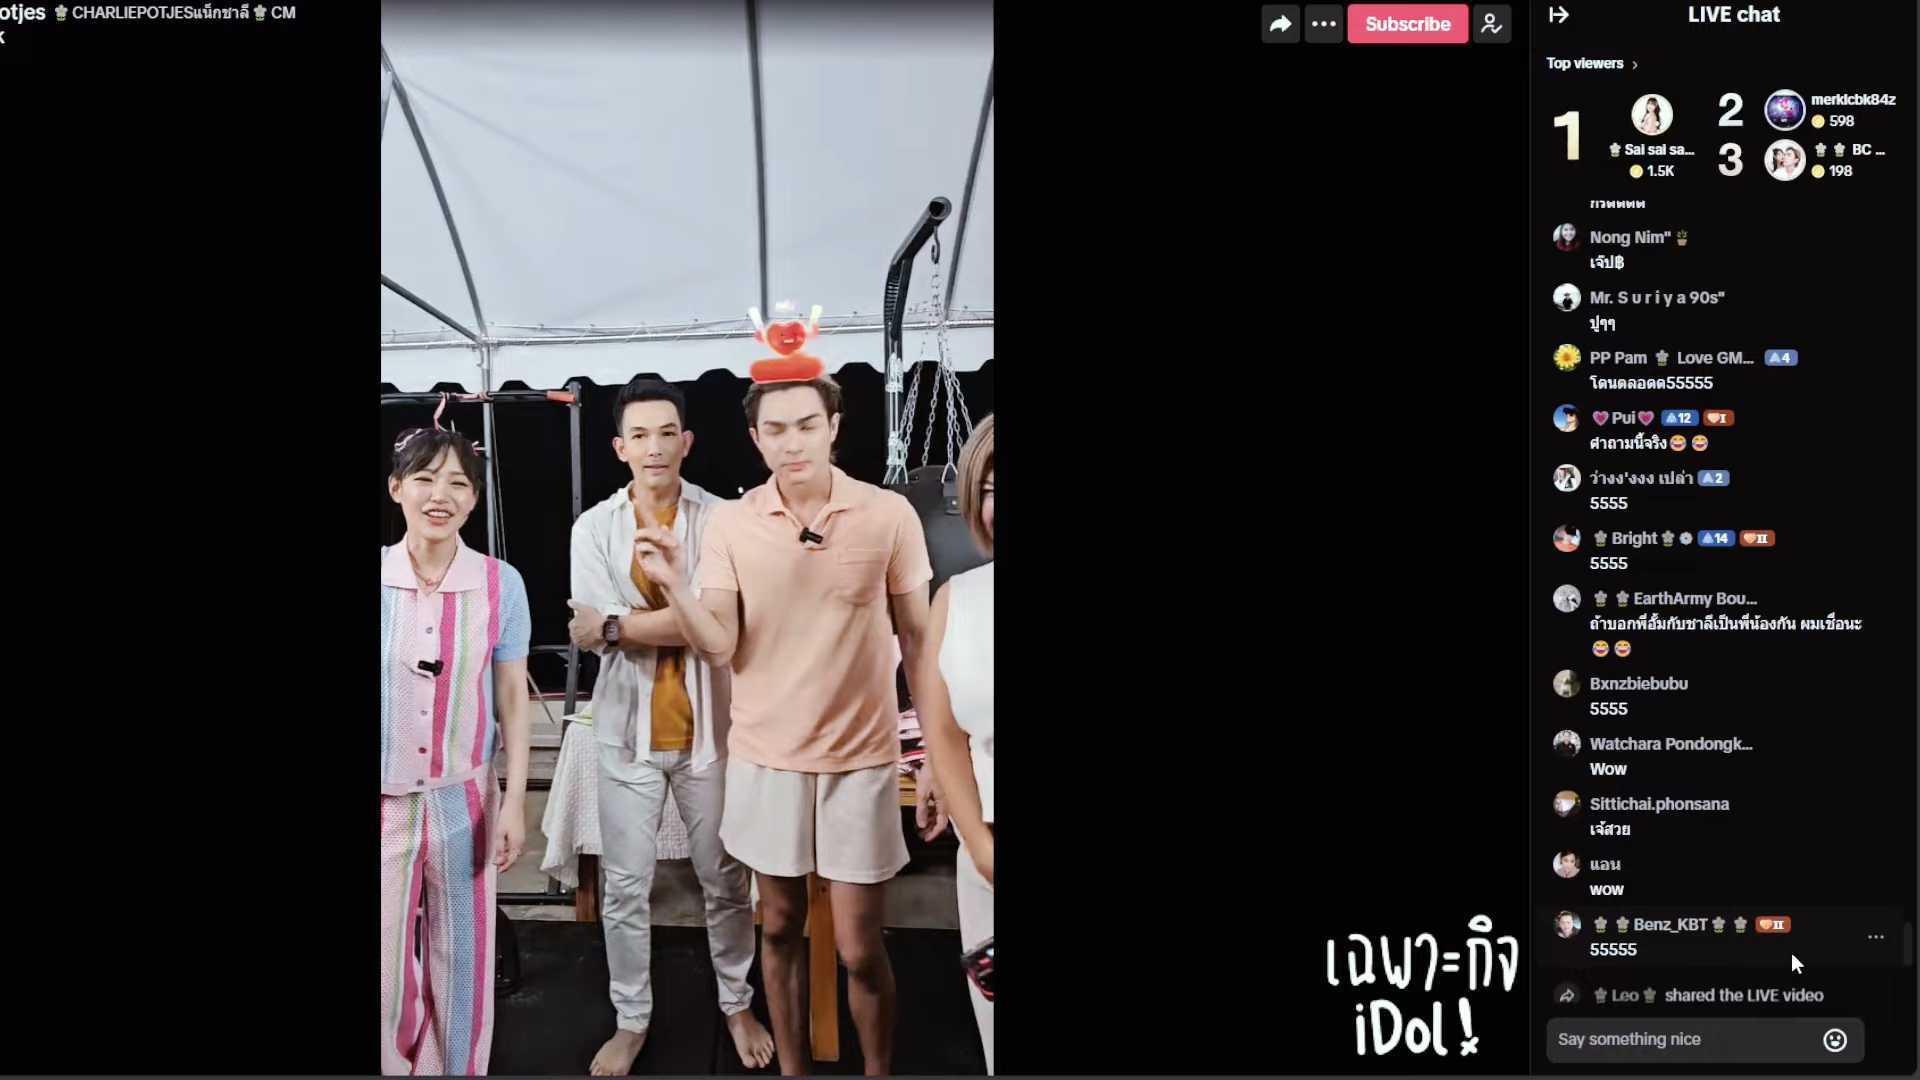 otjes CHARLIEPOTJESแน็กชาลี CM
LIVE chat
Subscribe
Top viewers
1
Sai sai sa...
1.5K
2
merklcbk84z
598
3
BC ...
198
Nong Nim"
เจ๊ป฿
Mr. S u r i y a 90s"
ปูๆๆ
PP Pam Love GM... 4
โดนตลอดด55555
Pui 12 I
คำถามนี้จริง
ว่างง'งงง เปล่า 2
5555
Bright 14 II
5555
EarthArmy Bou...
ถ้าบอกพี่อั้มกับชาลีเป็นพี่น้องกัน ผมเชื่อนะ
Bxnzbiebubu
5555
Watchara Pondongk...
Wow
Sittichai.phonsana
เจ้สวย
แอน
wow
Benz_KBT II
55555
Leo shared the LIVE video
Say something nice
เฉพาะกิจ
iDol!